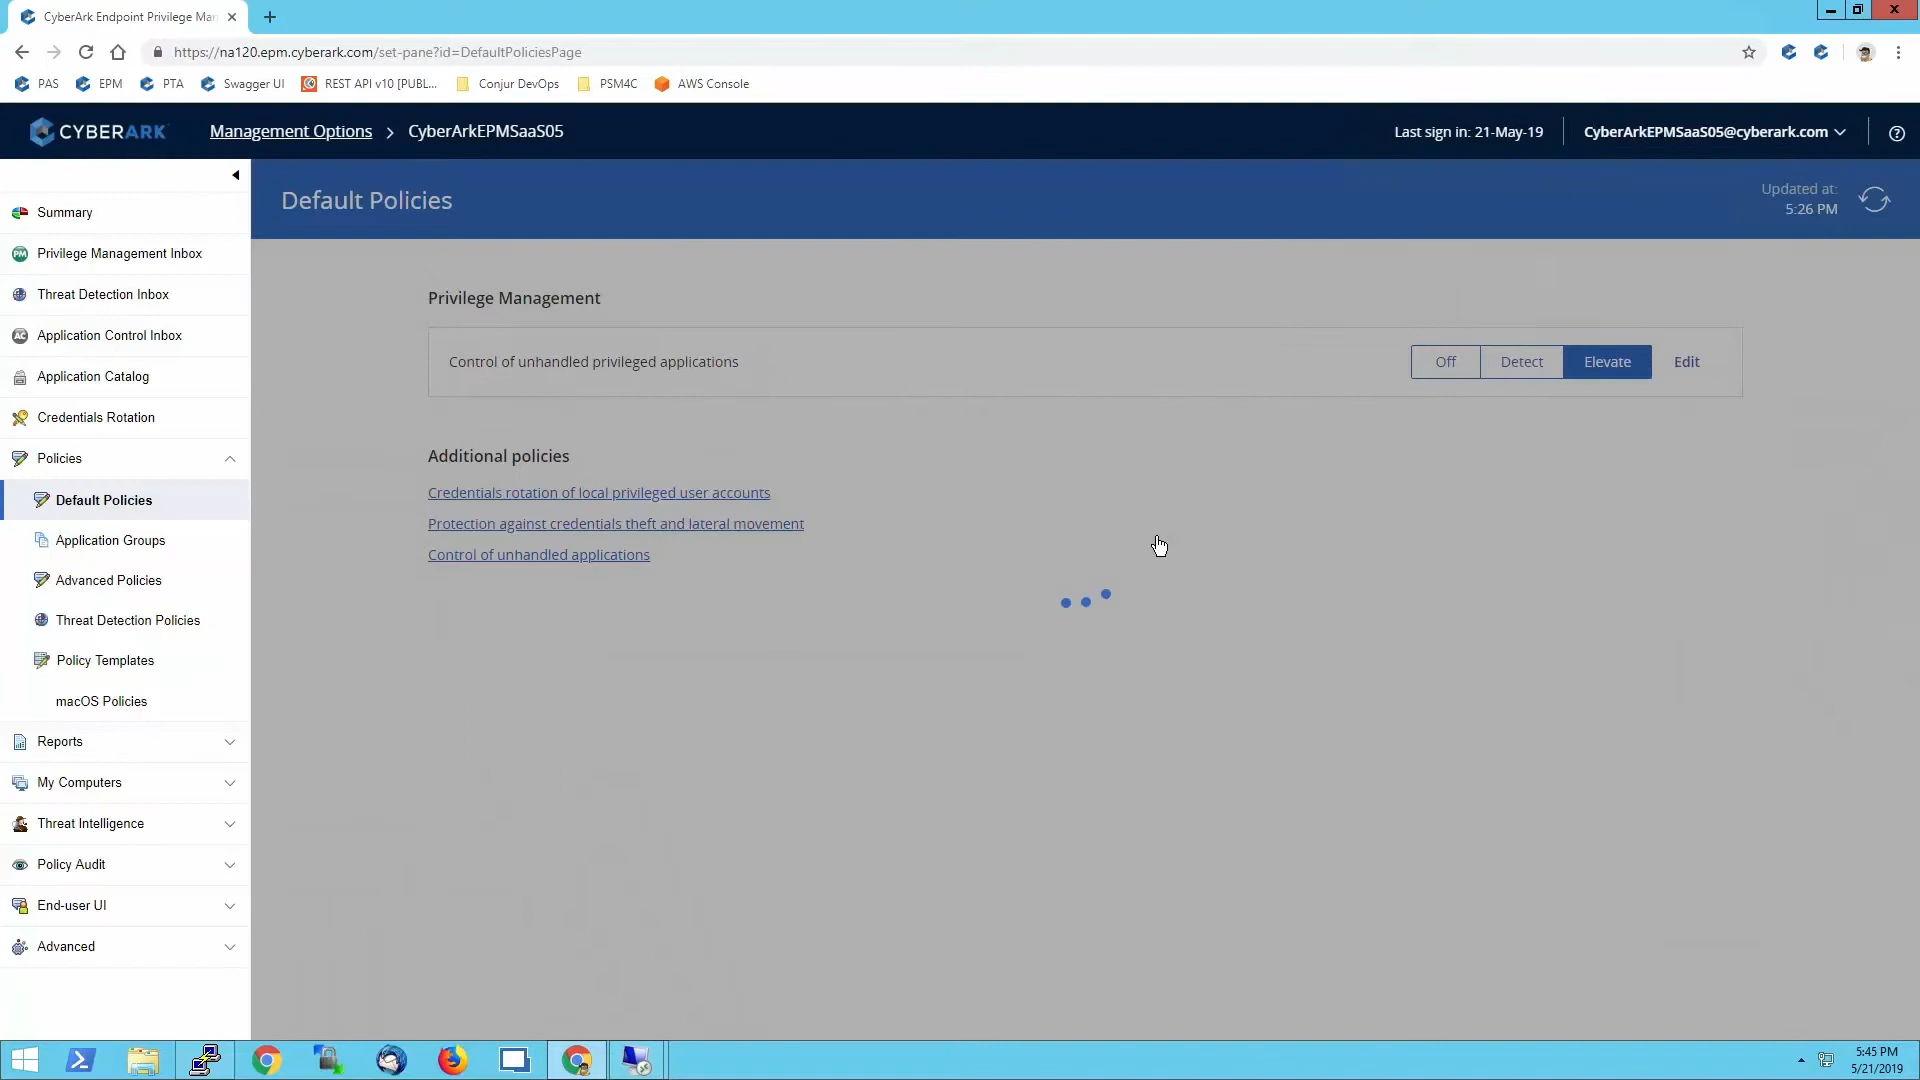 CyberArk Endpoint Privilege Man
https://na120.epm.cyberark.com/set-pane?id=DefaultPoliciesPage
PAS EPM PTA Swagger UI REST API v10 [PUBL... Conjur DevOps PSM4C AWS Console
CYBERARK Management Options > CyberArkEPMSaaS05 Last sign in: 21-May-19 CyberArkEPMSaaS05@cyberark.com
Default Policies
Updated at:
5:26 PM
Summary
Privilege Management Inbox
Threat Detection Inbox
Application Control Inbox
Application Catalog
Credentials Rotation
Policies
Default Policies
Application Groups
Advanced Policies
Threat Detection Policies
Policy Templates
macOS Policies
Reports
My Computers
Threat Intelligence
Policy Audit
End-user UI
Advanced
PM
AC
Privilege Management
Control of unhandled privileged applications Off Detect Elevate Edit
Additional policies
Credentials rotation of local privileged user accounts
Protection against credentials theft and lateral movement
Control of unhandled applications
5:45 PM
5/21/2019